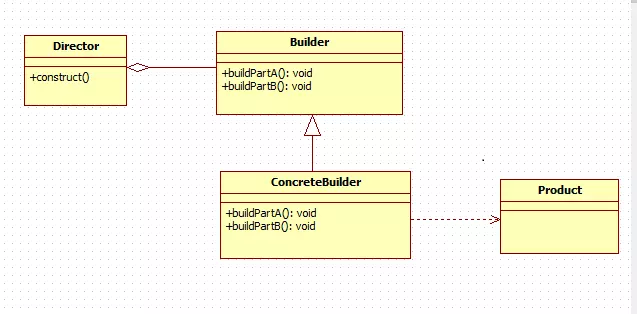 Director
+construct()
Builder
+buildPartA(): void
+buildPartB(): void
ConcreteBuilder
+buildPartA(): void
+buildPartB(): void
Product